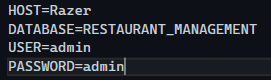 HOST=Razer
DATABASE=RESTAURANT_MANAGEMENT
USER=admin
PASSWORD=admin